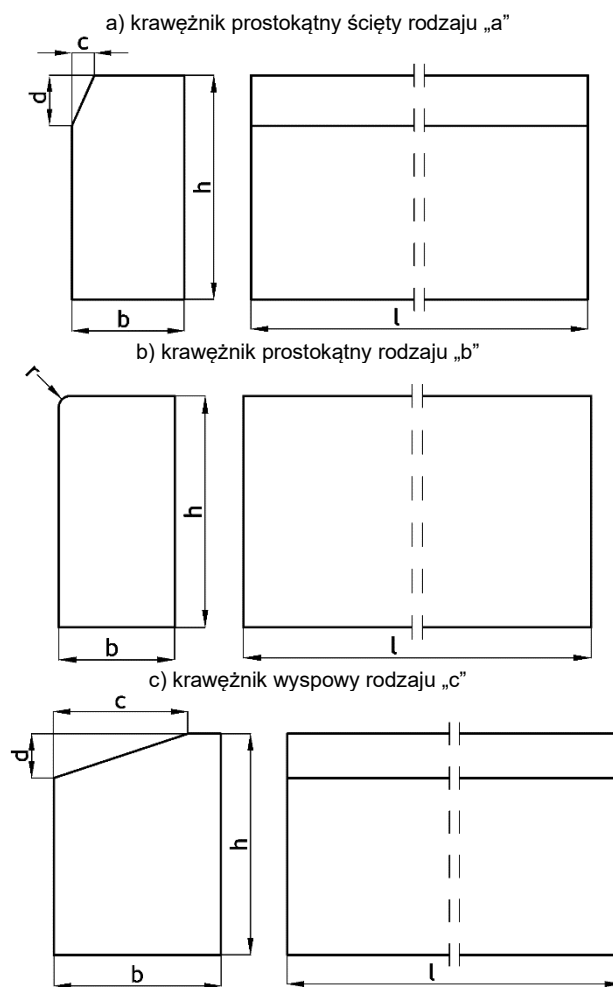 a) krawężnik prostokątny ścięty rodzaju „a”
c
d
h
b
l
b) krawężnik prostokątny rodzaju „b”
r
h
b
l
c) krawężnik wyspowy rodzaju „c”
c
d
h
b
l